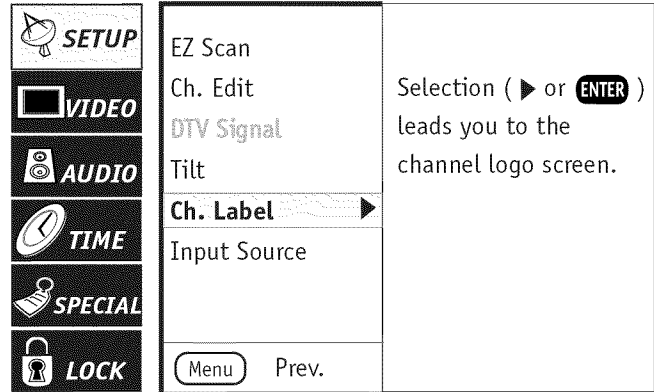 SETUP
VIDEO
AUDIO
TIME
SPECIAL
LOCK
EZ Scan
Ch. Edit
DTV Signal
Tilt
Ch. Label ▶
Input Source
Menu Prev.
Selection ( ▶ or ENTER )
leads you to the
channel logo screen.